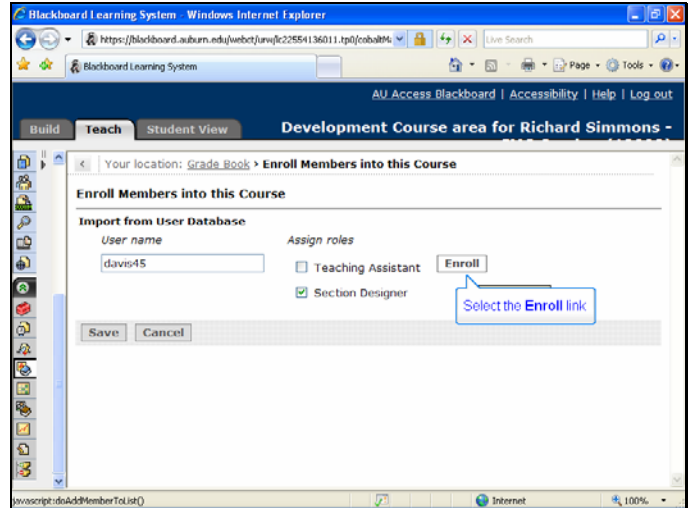 Blackboard Learning System - Windows Internet Explorer
https://blackboard.auburn.edu/webct/urw/lc22554136011.tp0/cobaltMa
Live Search
Blackboard Learning System
Page
Tools
AU Access Blackboard | Accessibility | Help | Log out
Build
Teach
Student View
Development Course area for Richard Simmons -
Your location: Grade Book › Enroll Members into this Course
Enroll Members into this Course
Import from User Database
User name
Assign roles
davis45
Teaching Assistant
Enroll
Section Designer
Select the Enroll link
Save
Cancel
javascript:doAddMemberToList()
Internet
100%